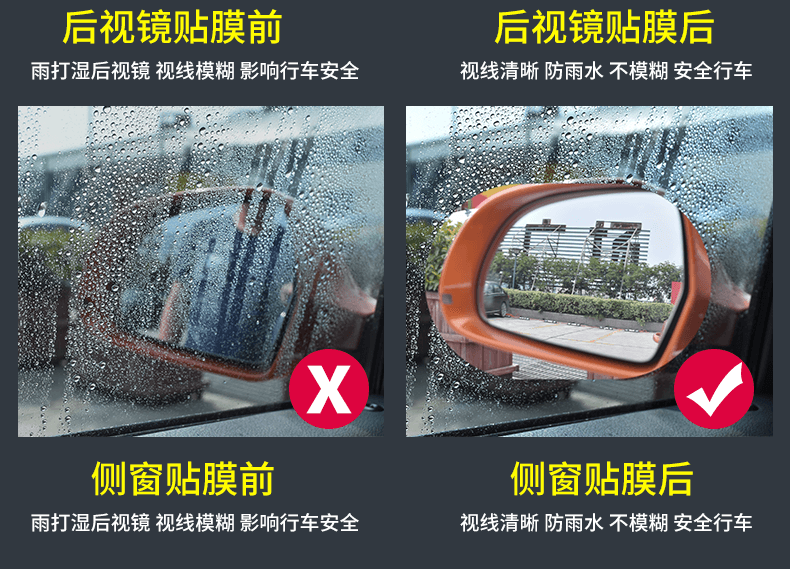 后视镜贴膜前
后视镜贴膜后
雨打湿后视镜 视线模糊 影响行车安全
视线清晰 防雨水 不模糊 安全行车
X
侧窗贴膜前
侧窗贴膜后
雨打湿后视镜 视线模糊 影响行车安全
视线清晰 防雨水 不模糊 安全行车